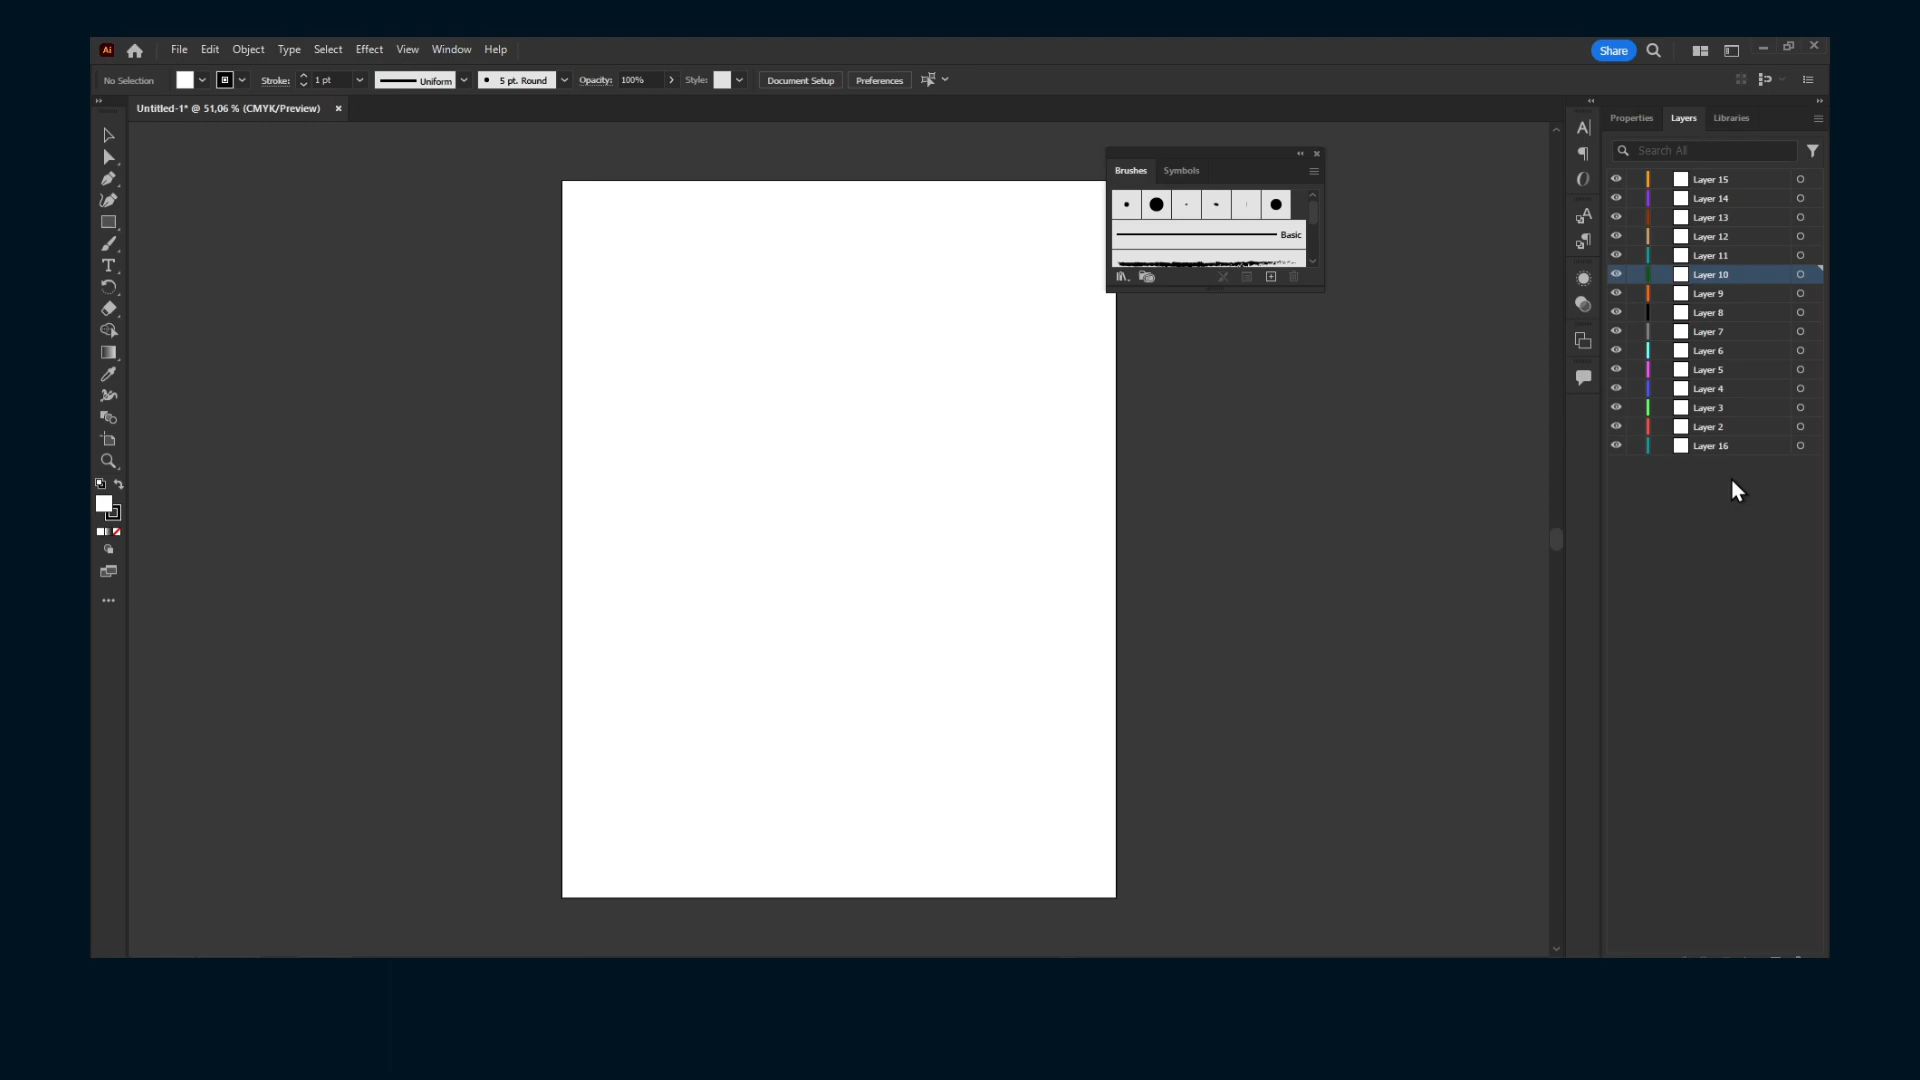 Ai File Edit Object Type Select Effect View Window Help Share
No Selection Stroke: 1 pt Uniform 5 pt. Round Opacity: 100% Style: Document Setup Preferences
Untitled-1* @ 51,06 % (CMYK/Preview)
Properties Layers Libraries
Search All
Brushes Symbols
Basic
Layer 15
Layer 14
Layer 13
Layer 12
Layer 11
Layer 10
Layer 9
Layer 8
Layer 7
Layer 6
Layer 5
Layer 4
Layer 3
Layer 2
Layer 16